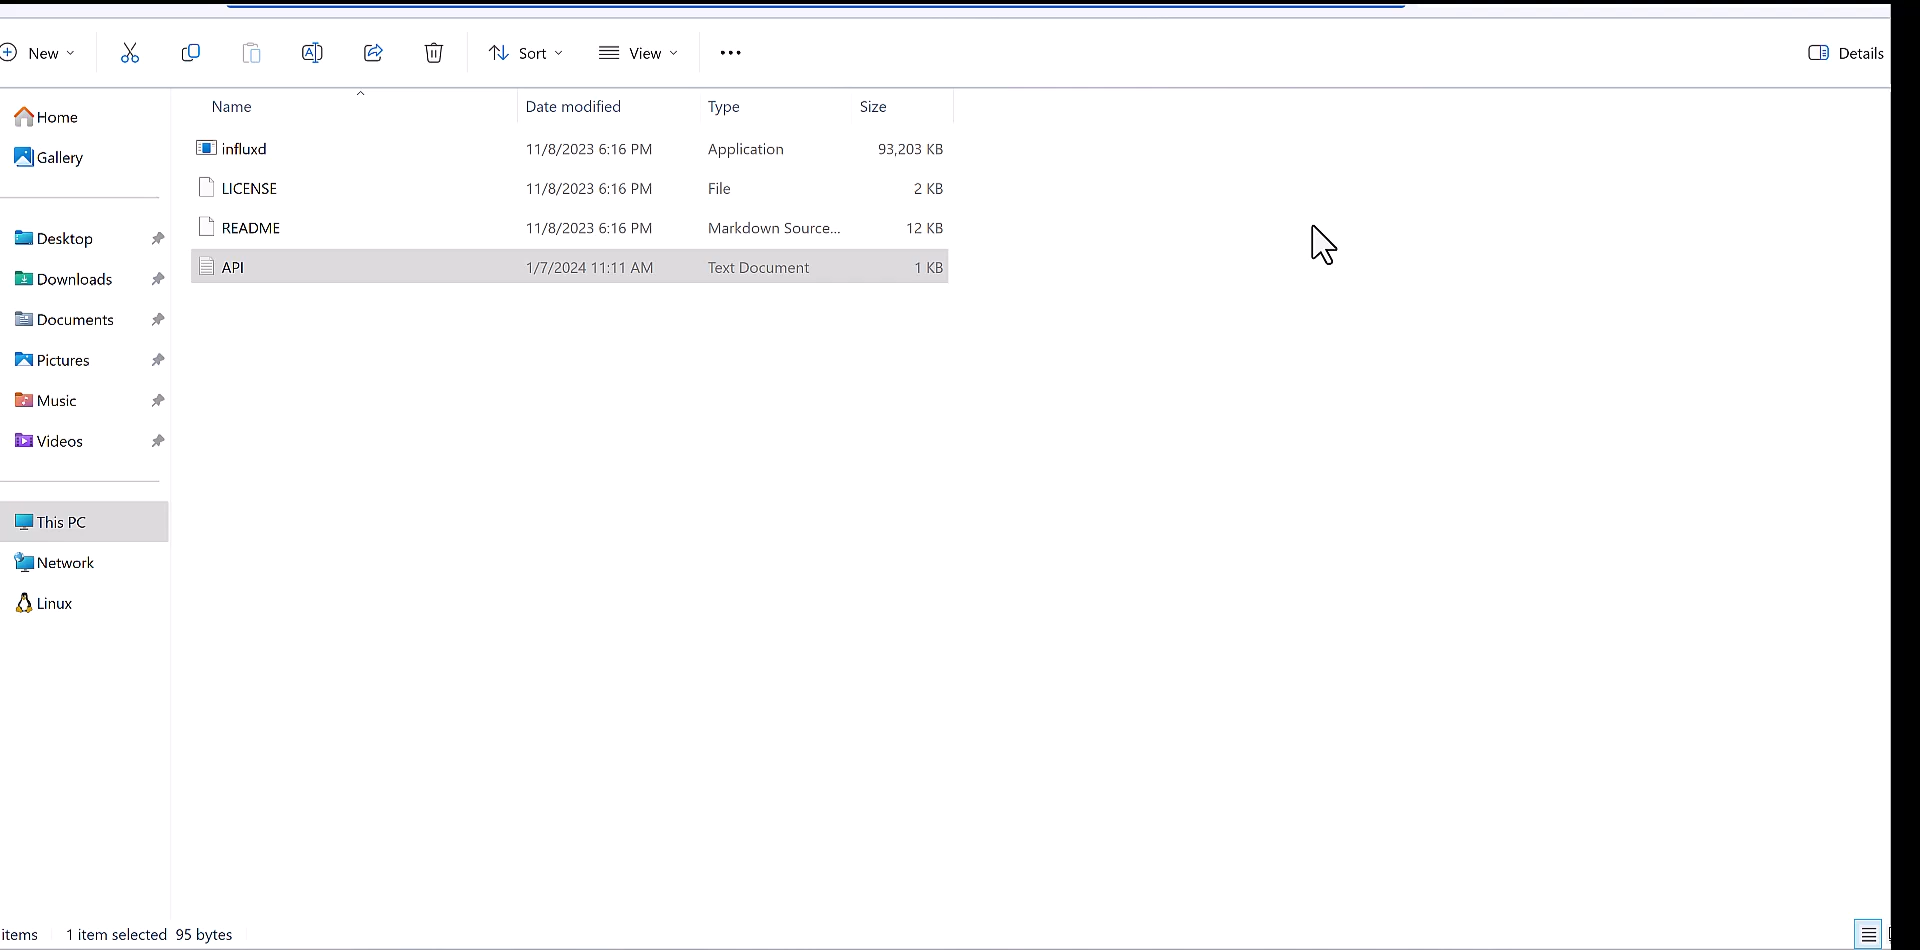 New Sort View Details
Name Date modified Type Size
Home
Gallery
Desktop
Downloads
Documents
Pictures
Music
Videos
This PC
Network
Linux
influxd 11/8/2023 6:16 PM Application 93,203 KB
LICENSE 11/8/2023 6:16 PM File 2 KB
README 11/8/2023 6:16 PM Markdown Source... 12 KB
API 1/7/2024 11:11 AM Text Document 1 KB
items 1 item selected 95 bytes